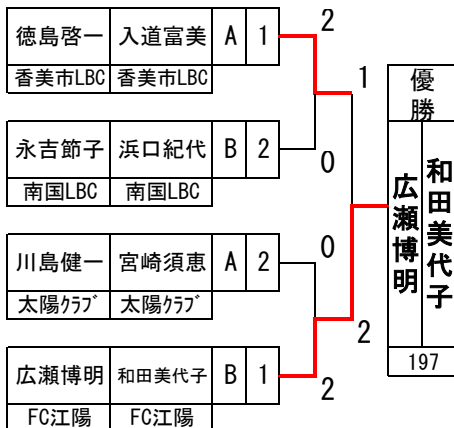 徳島啓一 入道富美 A 1 2
香美市LBC 香美市LBC
1
優勝
永吉節子 浜口紀代 B 2 0
南国LBC 南国LBC
和田美代子
広瀬博明
川島健一 宮崎須恵 A 2 0
太陽クラブ 太陽クラブ
2
197
広瀬博明 和田美代子 B 1 2
FC江陽 FC江陽